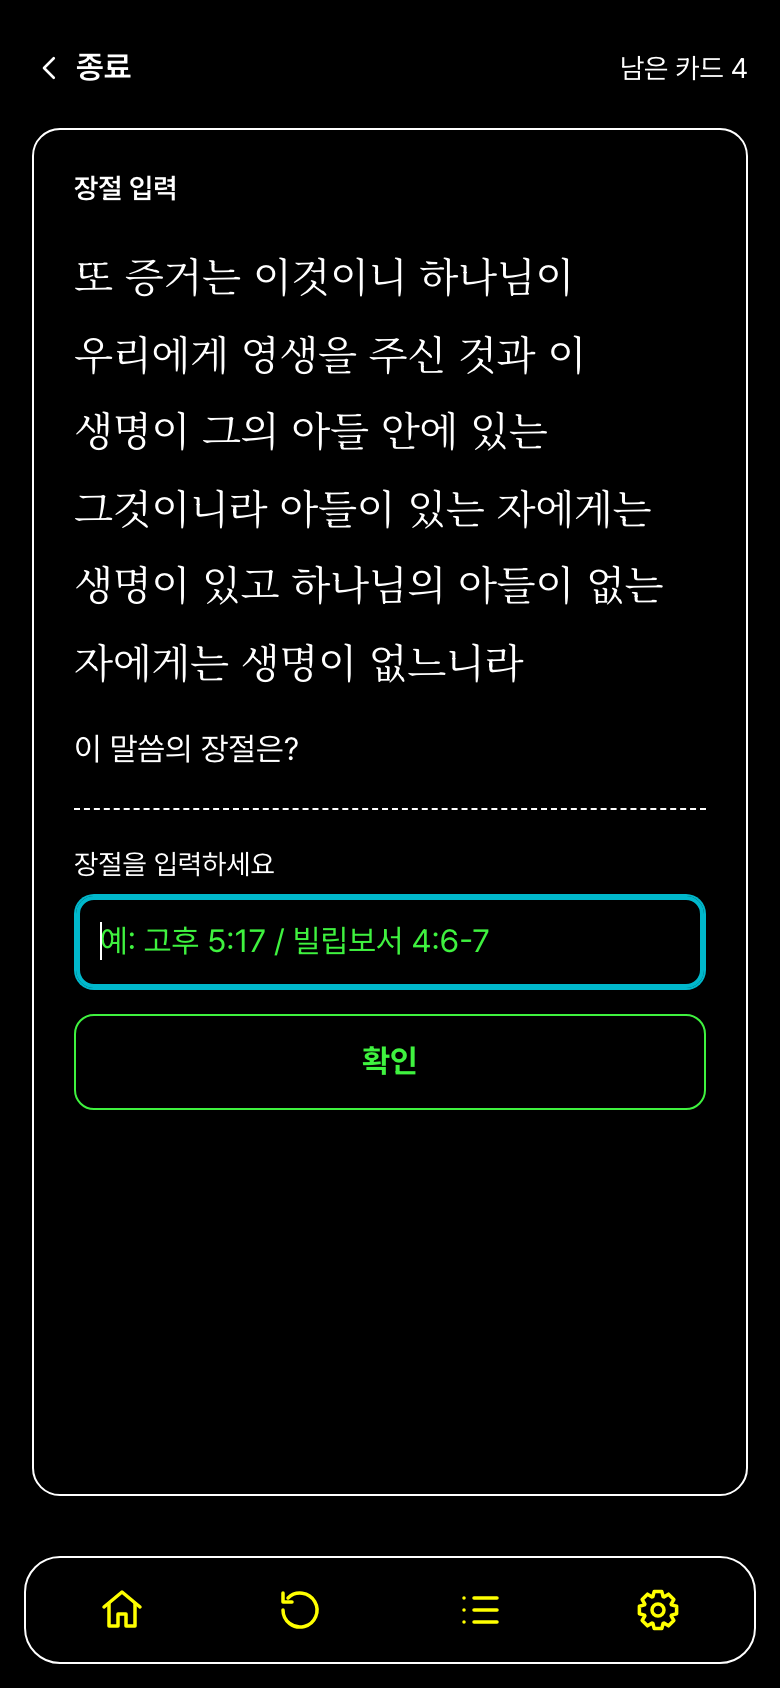 종료
남은 카드 4
장절 입력
또 증거는 이것이니 하나님이
우리에게 영생을 주신 것과 이
생명이 그의 아들 안에 있는
그것이니라 아들이 있는 자에게는
생명이 있고 하나님의 아들이 없는
자에게는 생명이 없느니라
이 말씀의 장절은?
장절을 입력하세요
예: 고후 5:17 / 빌립보서 4:6-7
확인